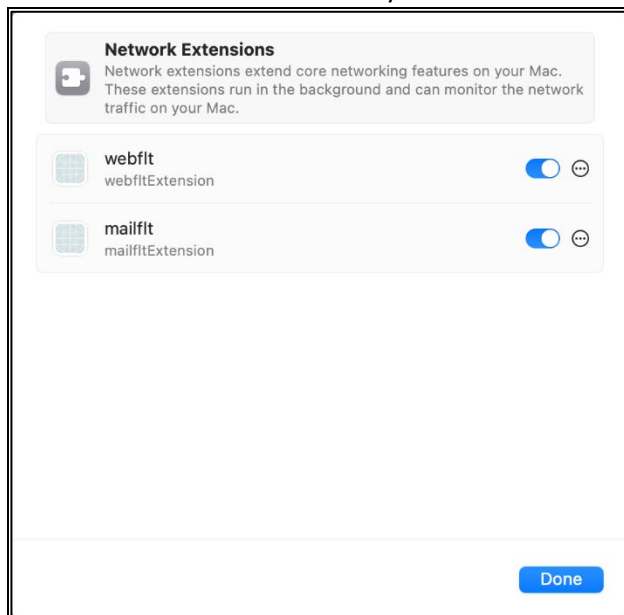 Network Extensions
Network extensions extend core networking features on your Mac.
These extensions run in the background and can monitor the network
traffic on your Mac.
webflt
webfltExtension
mailflt
mailfltExtension
Done